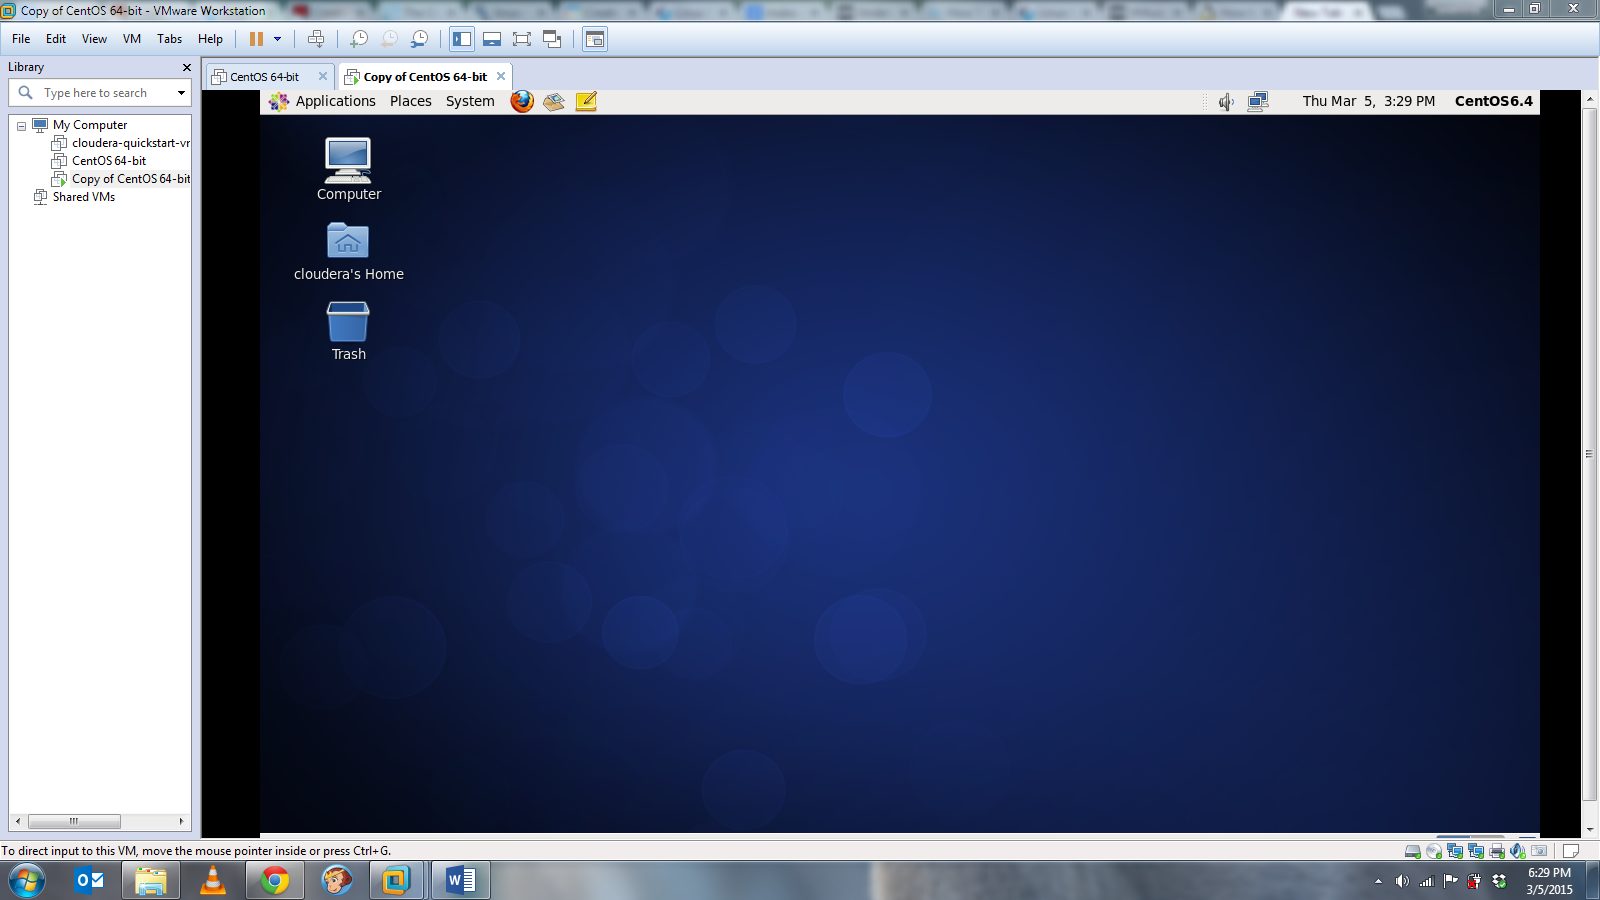 Copy of CentOS 64-bit - VMware Workstation
File Edit View VM Tabs Help
Library
Type here to search
My Computer
cloudera-quickstart-vr
CentOS 64-bit
Copy of CentOS 64-bit
Shared VMs
CentOS 64-bit
Copy of CentOS 64-bit
Applications Places System
Thu Mar 5, 3:29 PM CentOS6.4
Computer
cloudera's Home
Trash
To direct input to this VM, move the mouse pointer inside or press Ctrl+G.
6:29 PM
3/5/2015